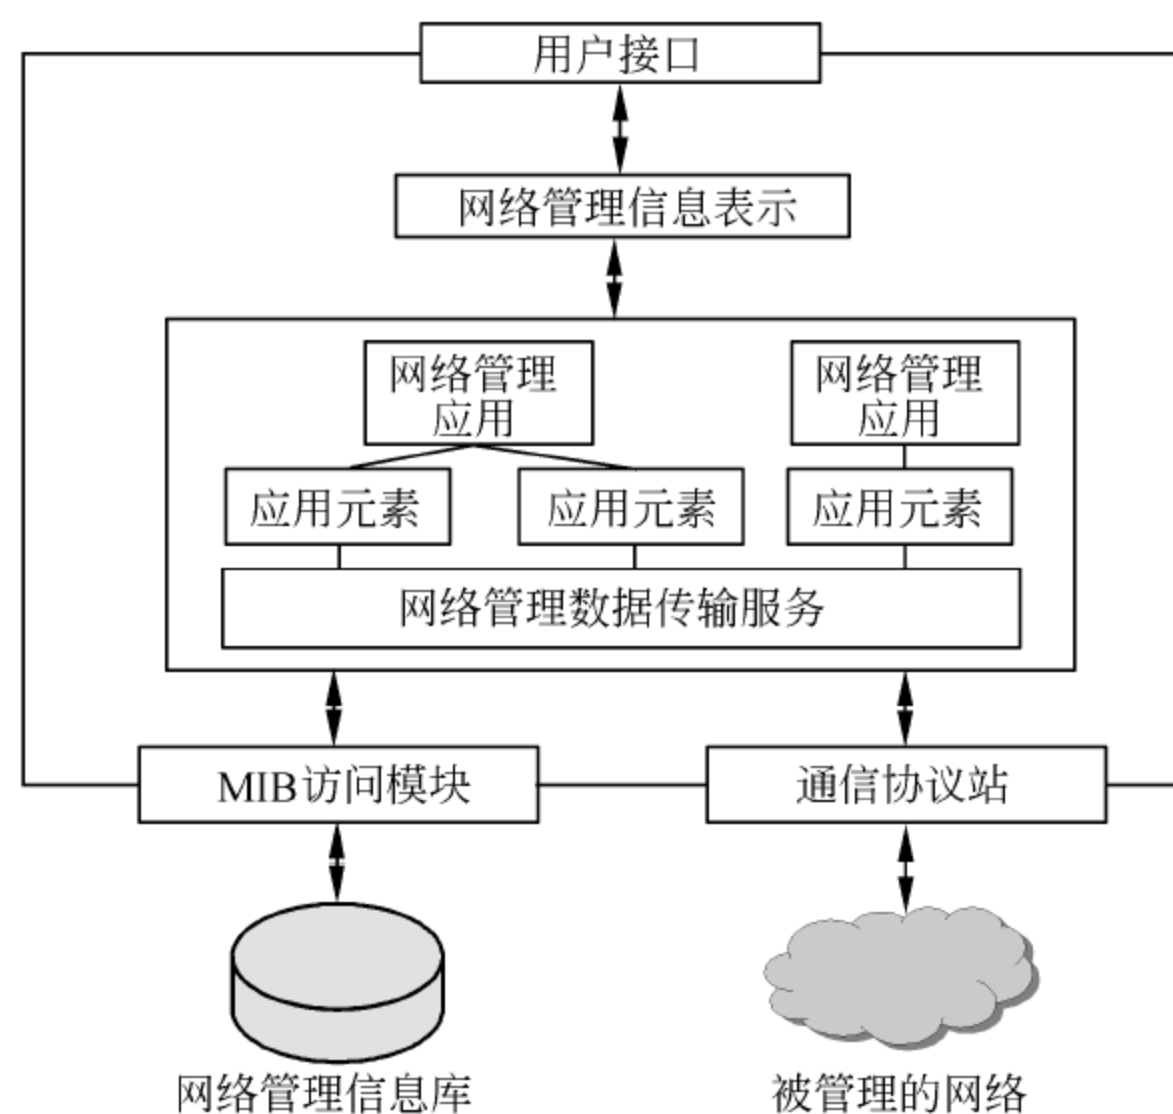 用户接口
网络管理信息表示
网络管理
应用
网络管理
应用
应用元素
应用元素
应用元素
网络管理数据传输服务
MIB访问模块
通信协议站
网络管理信息库
被管理的网络